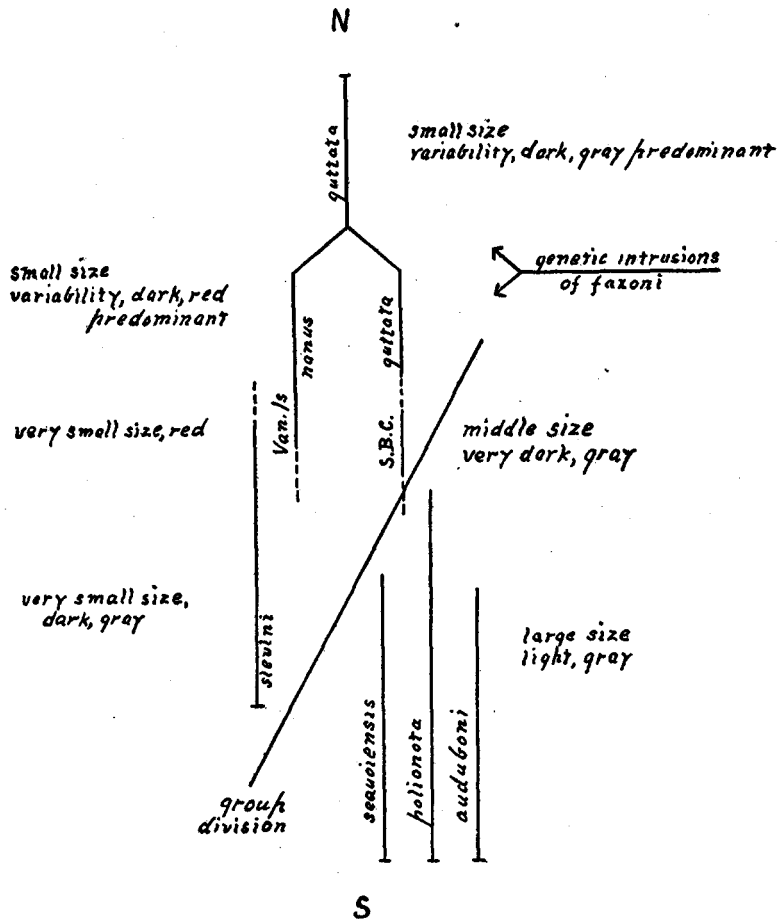 N
guttata
small size
variability, dark, gray predominant
genetic intrusions
of faxoni
small size
variability, dark, red
predominant
nanus
guttata
Van. Is
S.B.C.
very small size, red
middle size
very dark, gray
very small size,
dark, gray
slevini
large size
light, gray
sequoiensis
polionota
auduboni
group
division
S